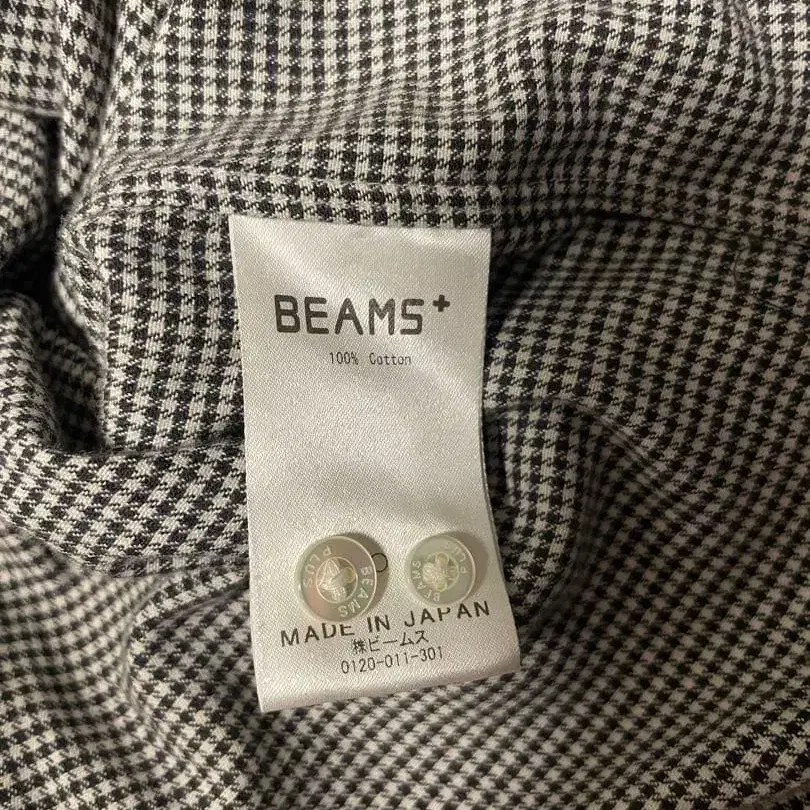 BEAMS+
100% Cotton
BEAMS PLUS
BEAMS PLUS
MADE IN JAPAN
㈱ビームス
0120-011-301